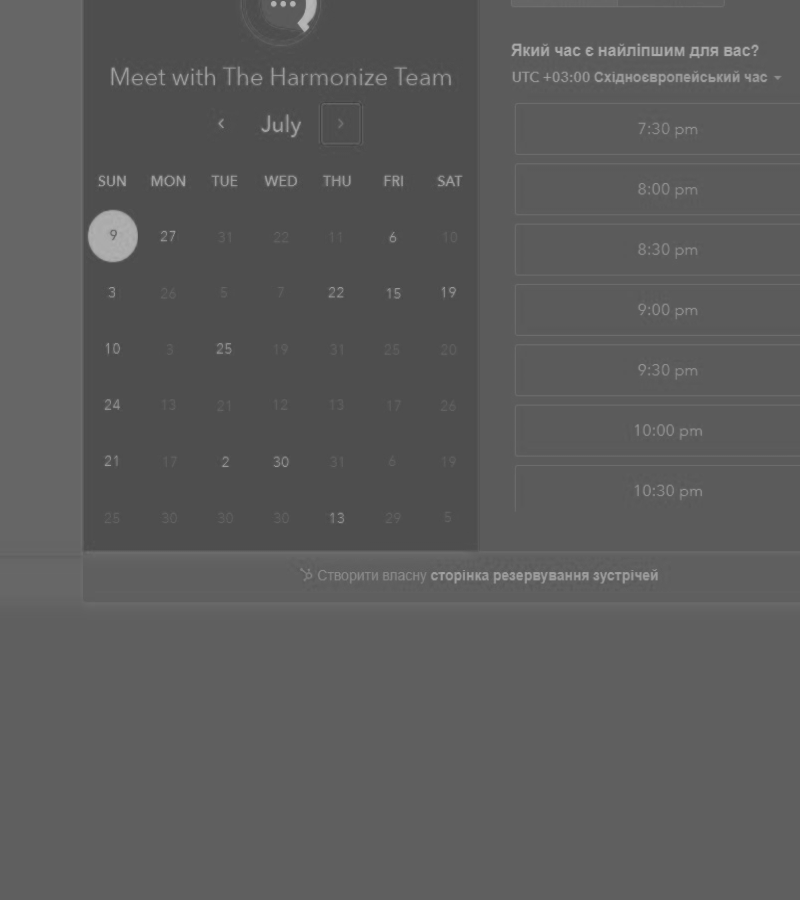 Meet with The Harmonize Team
July
SUN MON TUE WED THU FRI SAT
9 27 31 22 11 6 10
3 26 5 7 22 15 19
10 3 25 19 31 25 20
24 13 21 12 13 17 26
21 17 2 30 31 6 19
25 30 30 30 13 29 5
Який час є найліпшим для вас?
UTC +03:00 Східноєвропейський час
7:30 pm
8:00 pm
8:30 pm
9:00 pm
9:30 pm
10:00 pm
10:30 pm
Створити власну сторінка резервування зустрічей